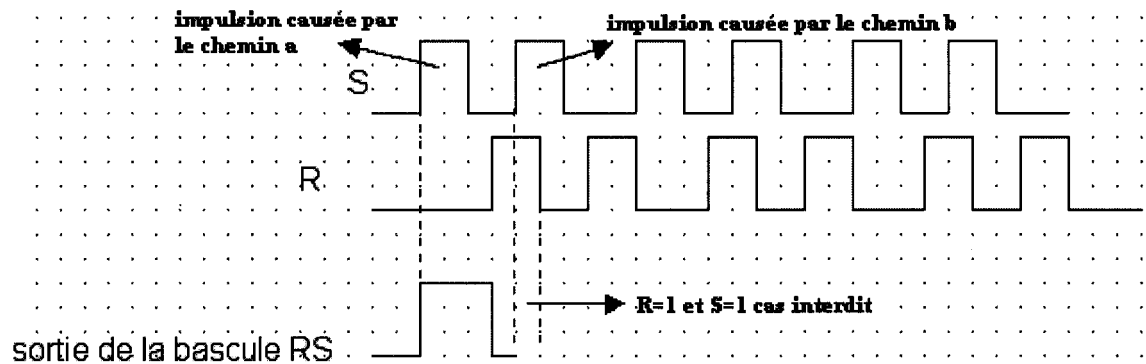 impulsion causée par
le chemin a
impulsion causée par le chemin b
S
R
R=1 et S=1 cas interdit
sortie de la bascule RS